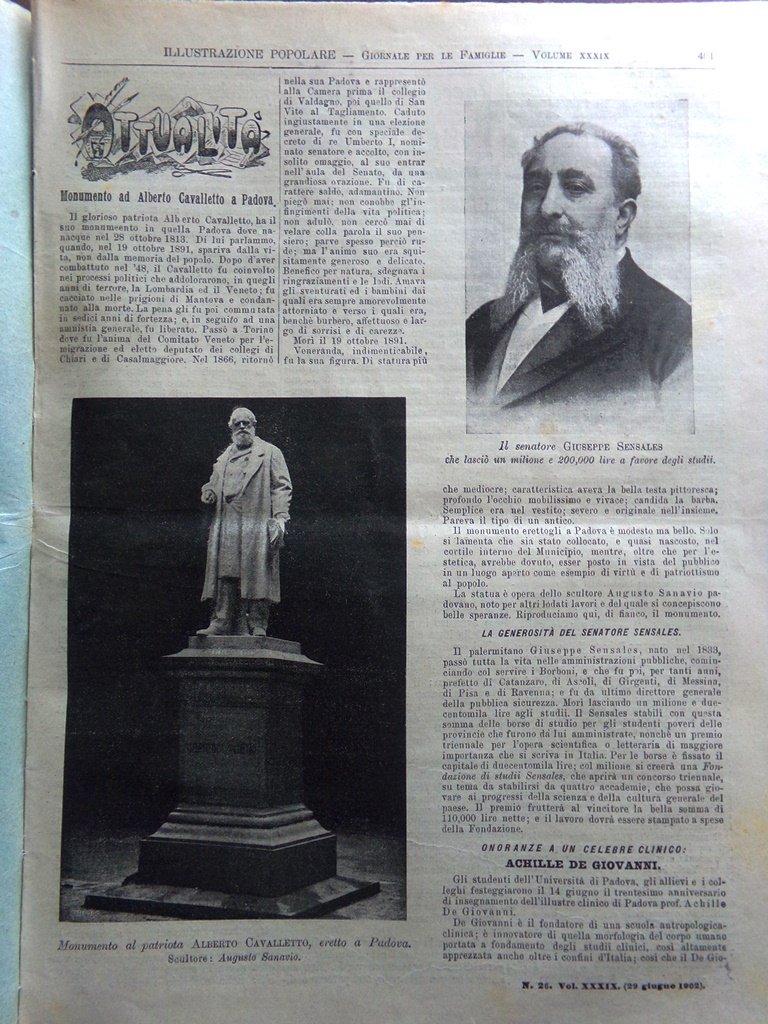 ILLUSTRAZIONE POPOLARE — GIORNALE PER LE FAMIGLIE — VOLUME XXXIX
ATTUALITÀ
Monumento ad Alberto Cavalletto a Padova.
Il glorioso patriota Alberto Cavalletto, ha il
suo monumeento in quella Padova dove na-
nacque nel 28 ottobre 1813. Di lui parlammo,
quando, nel 19 ottobre 1891, spariva dalla vi-
ta, non dalla memoria del popolo. Dopo d'aver
combattuto nel '48, il Cavalletto fu coinvolto
nei processi politici che addolorarono, in quegli
anni di terrore, la Lombardia ed il Veneto; fu
cacciato nelle prigioni di Mantova e condan-
nato alla morte. La pena gli fu poi commutata
in sedici anni di fortezza; e, in seguito ad una
amnistia generale, fu liberato. Passò a Torino
dove fu l'anima del Comitato Veneto per l'e-
migrazione ed eletto deputato dei collegi di
Chiari e di Casalmaggiore. Nel 1866, ritornò
nella sua Padova e rappresentò
alla Camera prima il collegio
di Valdagno, poi quello di San
Vito al Tagliamento. Caduto
ingiustamente in una elezione
generale, fu con speciale de-
creto di re Umberto I, nomi-
nato senatore e accolto, con in-
solito omaggio, al suo entrar
nell'aula del Senato, da una
grandiosa ovazione. Fu di ca-
rattere saldo, adamantino. Non
piegò mai; non conobbe gl'in-
fingimenti della vita politica;
non adulò, non cercò mai di
velare colla parola il suo pen-
siero; parve spesso perciò ru-
de; ma l'animo suo era squi-
sitamente generoso e delicato.
Benefico per natura, sdegnava i
ringraziamenti e le lodi. Amava
gli sventurati ed i bambini dai
quali era sempre amorevolmente
attorniato e verso i quali era,
benchè burbero, affettuoso e lar-
go di sorrisi e di carezze.
Morì il 19 ottobre 1891.
Veneranda, indimenticabile,
fu la sua figura. Di statura più
Il senatore GIUSEPPE SENSALES
che lasciò un milione e 200,000 lire a favore degli studii.
che mediocre; caratteristica aveva la bella testa pittoresca;
profondo l'occhio mobilissimo e vivace; candida la barba.
Semplice era nel vestito; severo e originale nell'insieme.
Pareva il tipo di un antico.
Il monumento erettogli a Padova è modesto ma bello. Solo
si lamenta che sia stato collocato, e quasi nascosto, nel
cortile interno del Municipio, mentre, oltre che per l'e-
stetica, avrebbe dovuto, esser posto in vista del pubblico
in un luogo aperto come esempio di virtù e di patriottismo
al popolo.
La statua è opera dello scultore Augusto Sanavio pa-
dovano, noto per altri lodati lavori e del quale si concepiscono
belle speranze. Riproduciamo qui, di fianco, il monumento.
LA GENEROSITÀ DEL SENATORE SENSALES.
Il palermitano Giuseppe Sensales, nato nel 1833,
passò tutta la vita nelle amministrazioni pubbliche, comin-
ciando col servire i Borboni, e che fu poi, per tanti anni,
prefetto di Catanzaro, di Ascoli, di Girgenti, di Messina,
di Pisa e di Ravenna; e fu da ultimo direttore generale
della pubblica sicurezza. Morì lasciando un milione e due-
centomila lire agli studii. Il Sensales stabilì con questa
somma delle borse di studio per gli studenti poveri delle
provincie che furono da lui amministrate, nonchè un premio
triennale per l'opera scientifica o letteraria di maggiore
importanza che si scriva in Italia. Per le borse è fissato il
capitale di duecentomila lire; col milione si creerà una Fon-
dazione di studii Sensales, che aprirà un concorso triennale,
su tema da stabilirsi da quattro accademie, che possa gio-
vare ai progressi della scienza e della cultura generale del
paese. Il premio frutterà al vincitore la bella somma di
110,000 lire nette; e il lavoro dovrà essere stampato a spese
della Fondazione.
ONORANZE A UN CELEBRE CLINICO:
ACHILLE DE GIOVANNI.
Gli studenti dell'Università di Padova, gli allievi e i col-
leghi festeggiarono il 14 giugno il trentesimo anniversario
di insegnamento dell'illustre clinico di Padova prof. Achille
De Giovanni.
De Giovanni è il fondatore di una scuola antropologica-
clinica; è innovatore di quella morfologia del corpo umano
portata a fondamento degli studii clinici, così altamente
apprezzata anche oltre i confini d'Italia; così che il De Gio-
Monumento al patriota ALBERTO CAVALLETTO, eretto a Padova.
Scultore: Augusto Sanavio.
N. 26. Vol. XXXIX. (29 giugno 1902).